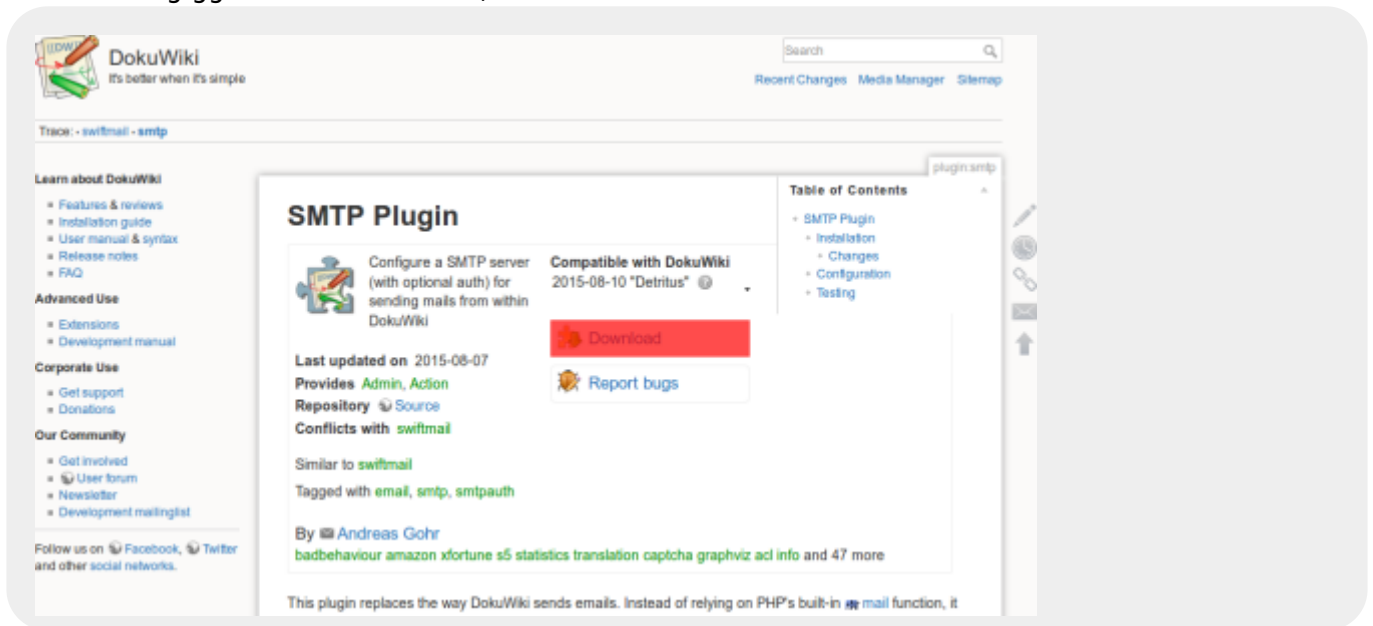 DokuWiki
It's better when it's simple
Search
Recent Changes Media Manager Sitemap
Trace: • swiftmail • smtp
plugin:smtp
Learn about DokuWiki
Features & reviews
Installation guide
User manual & syntax
Release notes
FAQ
Advanced Use
Extensions
Development manual
Corporate Use
Get support
Donations
Our Community
Get involved
User forum
Newsletter
Development mailinglist
Follow us on Facebook, Twitter
and other social networks.
SMTP Plugin
Configure a SMTP server
(with optional auth) for
sending mails from within
DokuWiki
Compatible with DokuWiki
2015-08-10 "Detritus"
Download
Report bugs
Last updated on 2015-08-07
Provides Admin, Action
Repository Source
Conflicts with swiftmail
Similar to swiftmail
Tagged with email, smtp, smtpauth
By Andreas Gohr
badbehaviour amazon xfortune s5 statistics translation captcha graphviz acl info and 47 more
Table of Contents
SMTP Plugin
Installation
Changes
Configuration
Testing
This plugin replaces the way DokuWiki sends emails. Instead of relying on PHP's built-in mail function, it